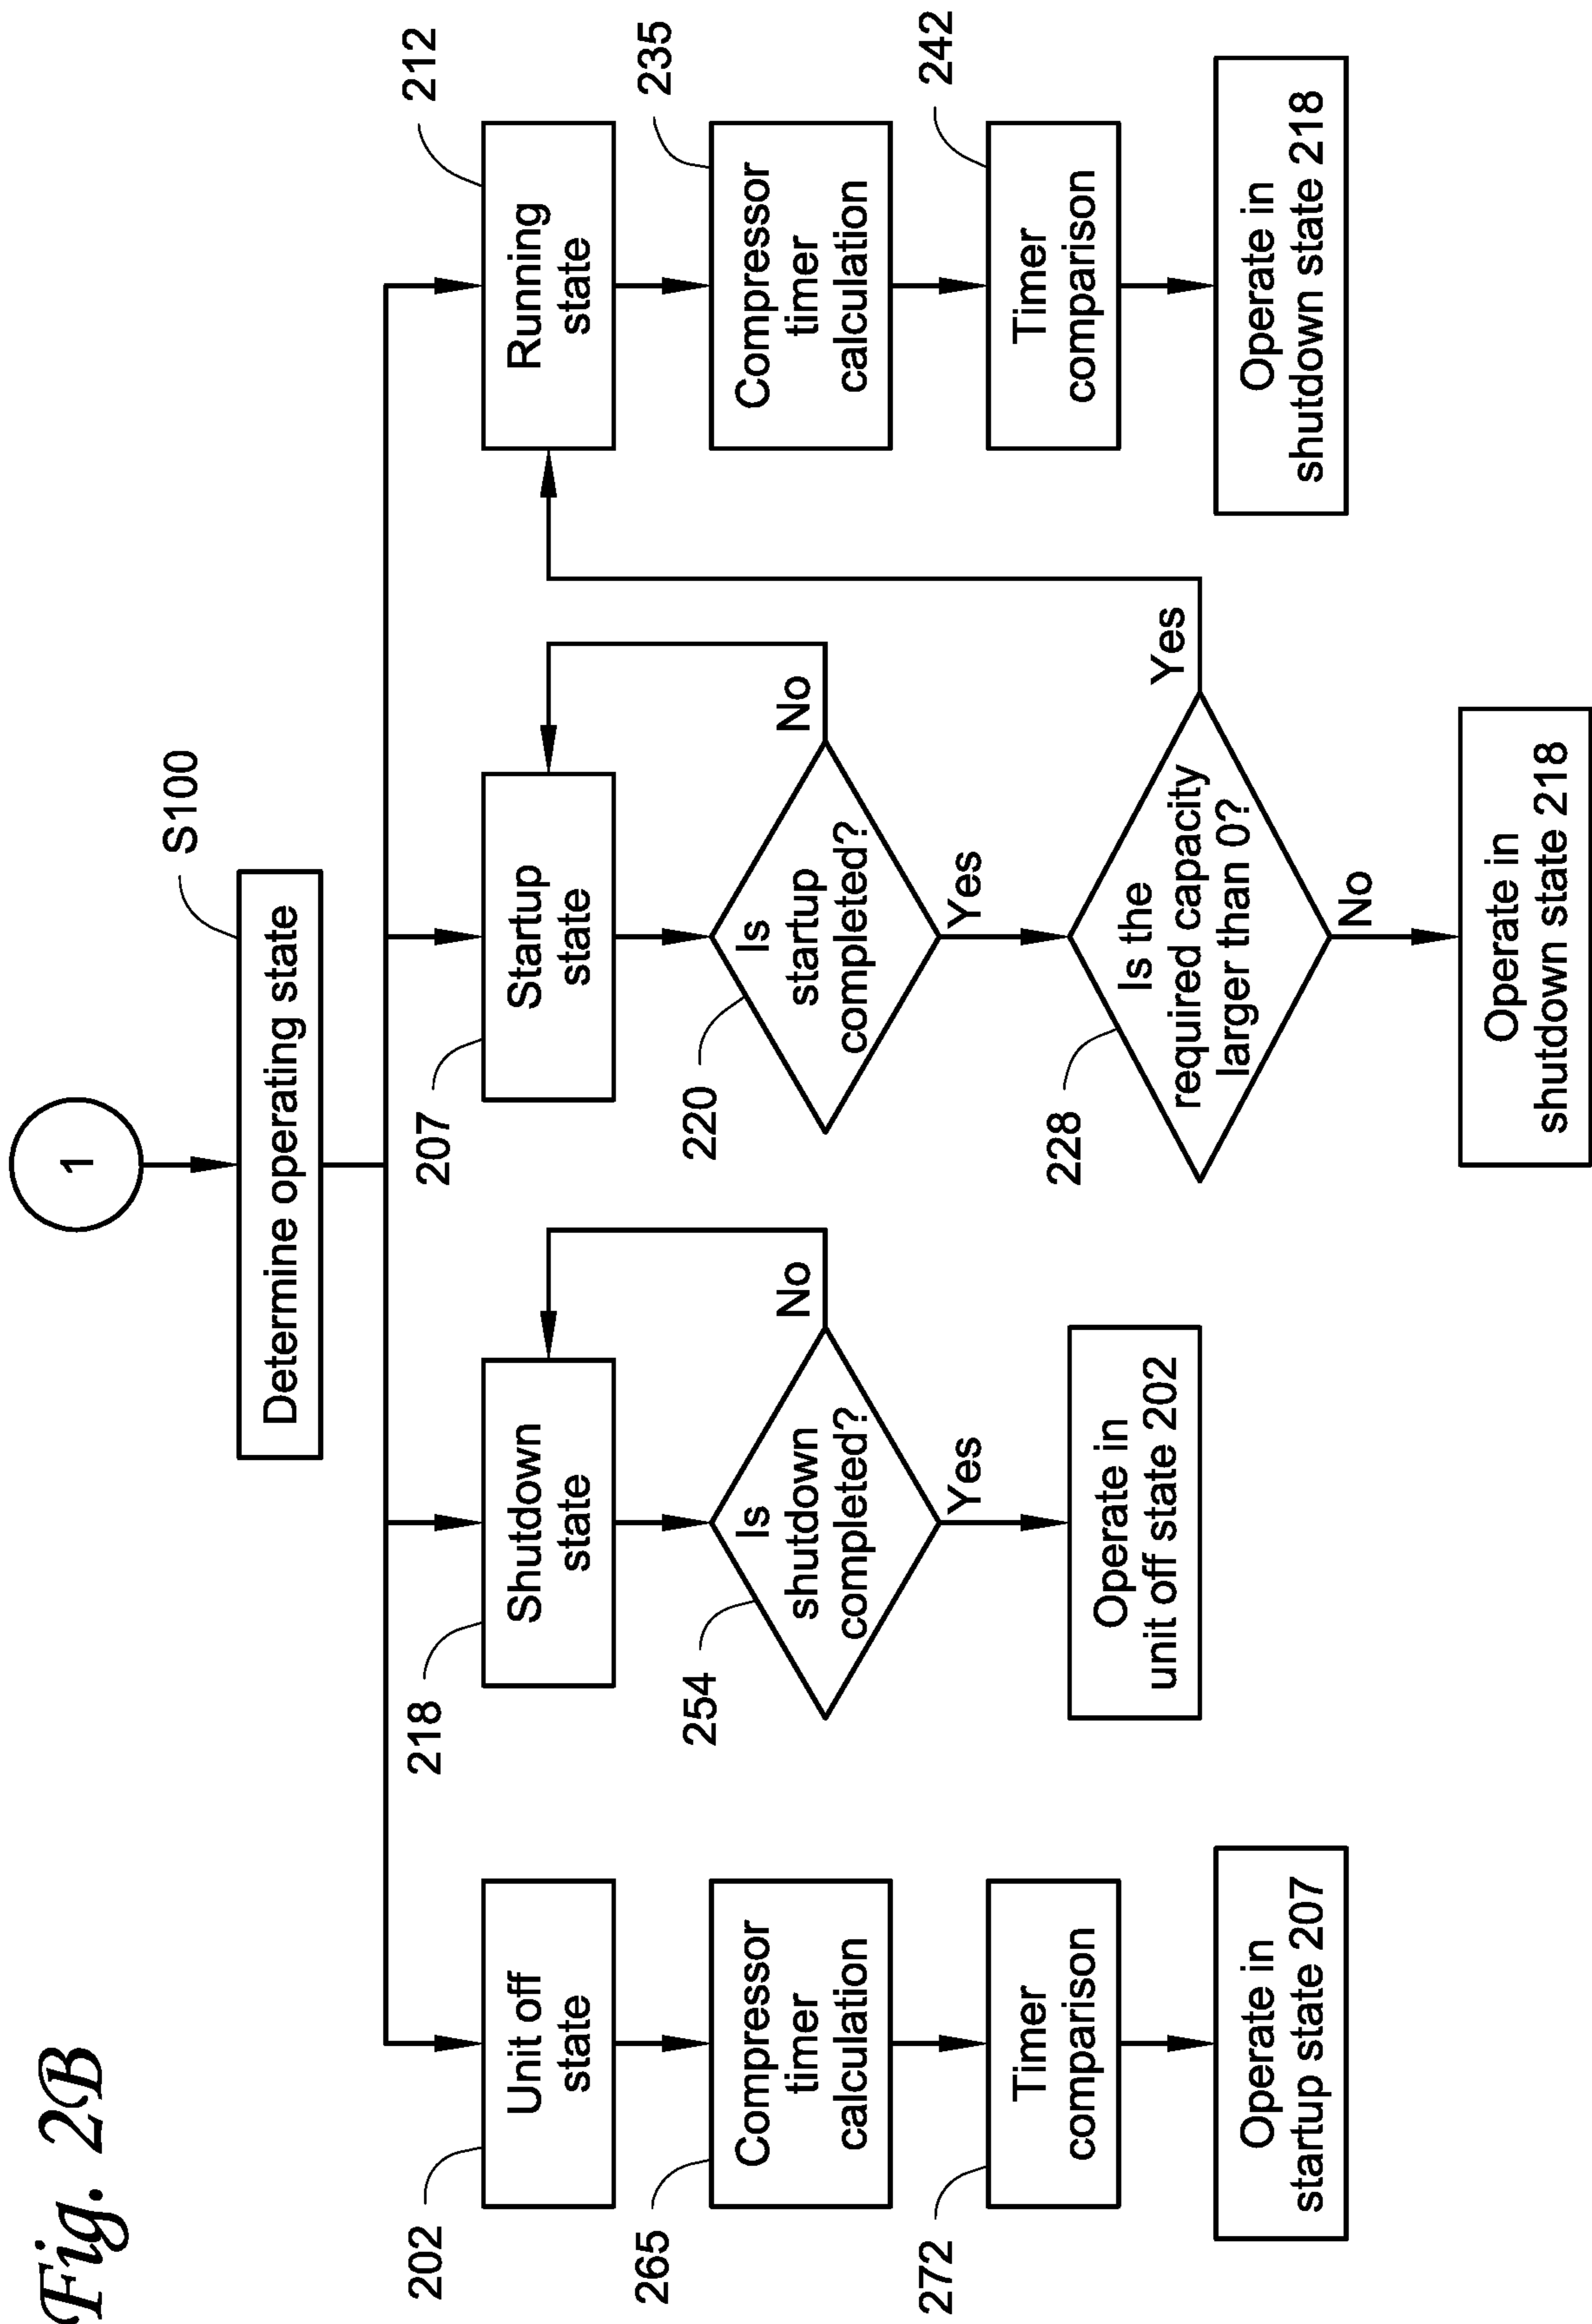 Fig. 2B
1
S100
Determine operating state
202
Unit off
state
218
Shutdown
state
207
Startup
state
212
Running
state
265
Compressor
timer
calculation
254
Is
shutdown
completed?
No
Yes
220
Is
startup
completed?
No
Yes
235
Compressor
timer
calculation
272
Timer
comparison
Operate in
unit off state 202
228
Is the
required capacity
larger than 0?
Yes
No
242
Timer
comparison
Operate in
startup state 207
Operate in
shutdown state 218
Operate in
shutdown state 218